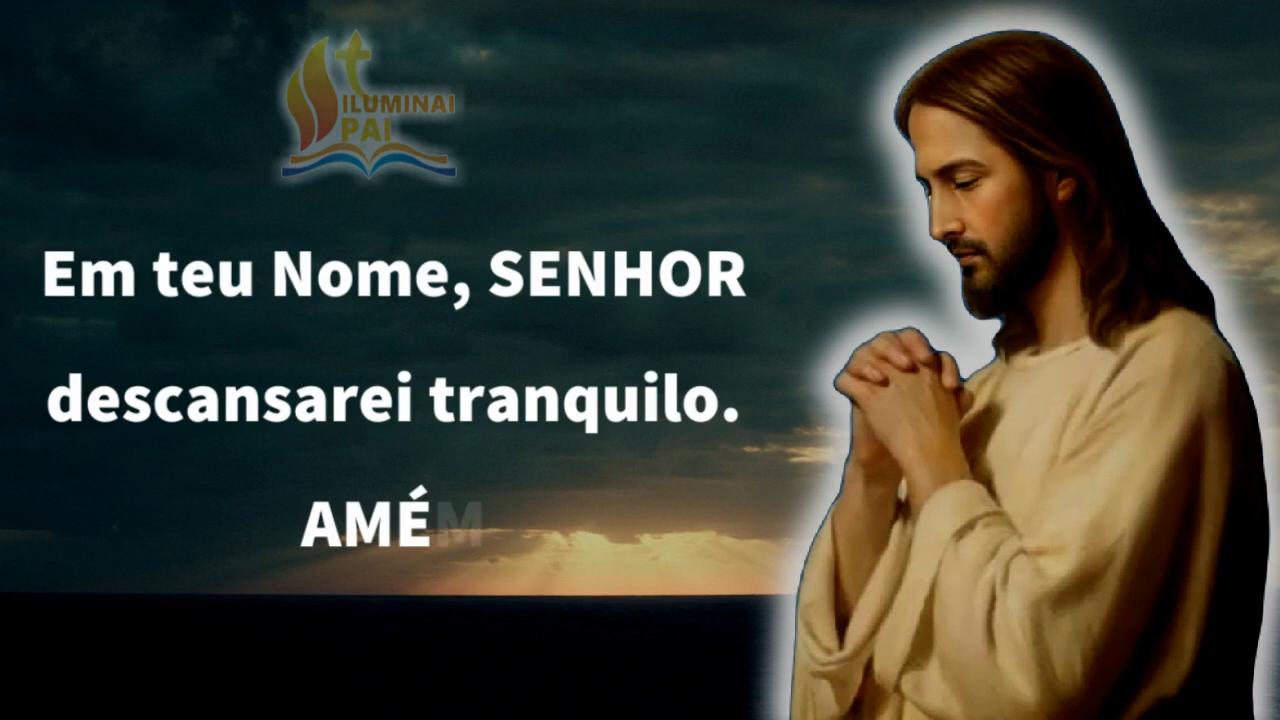 ILUMINAI
PAI
Em teu Nome, SENHOR
descansarei tranquilo.
AMÉM